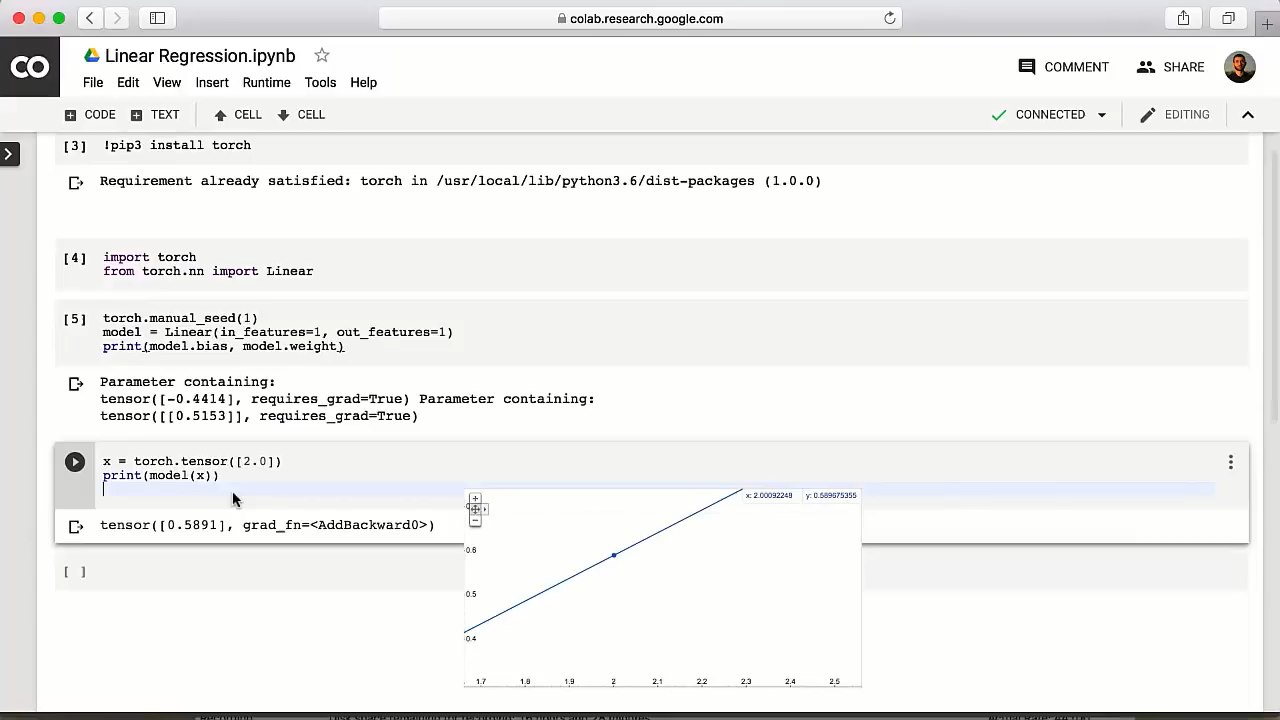 colab.research.google.com
CO
Linear Regression.ipynb
COMMENT SHARE
File Edit View Insert Runtime Tools Help
CODE TEXT CELL CELL CONNECTED EDITING
[3] !pip3 install torch
Requirement already satisfied: torch in /usr/local/lib/python3.6/dist-packages (1.0.0)
[4] import torch
from torch.nn import Linear
[5] torch.manual_seed(1)
model = Linear(in_features=1, out_features=1)
print(model.bias, model.weight)
Parameter containing:
tensor([-0.4414], requires_grad=True) Parameter containing:
tensor([[0.5153]], requires_grad=True)
x = torch.tensor([2.0])
print(model(x))
tensor([0.5891], grad_fn=<AddBackward0>)
x: 2.00092248 y: 0.589675355
0.6
0.5
0.4
1.7 1.8 1.9 2 2.1 2.2 2.3 2.4 2.5
[ ]